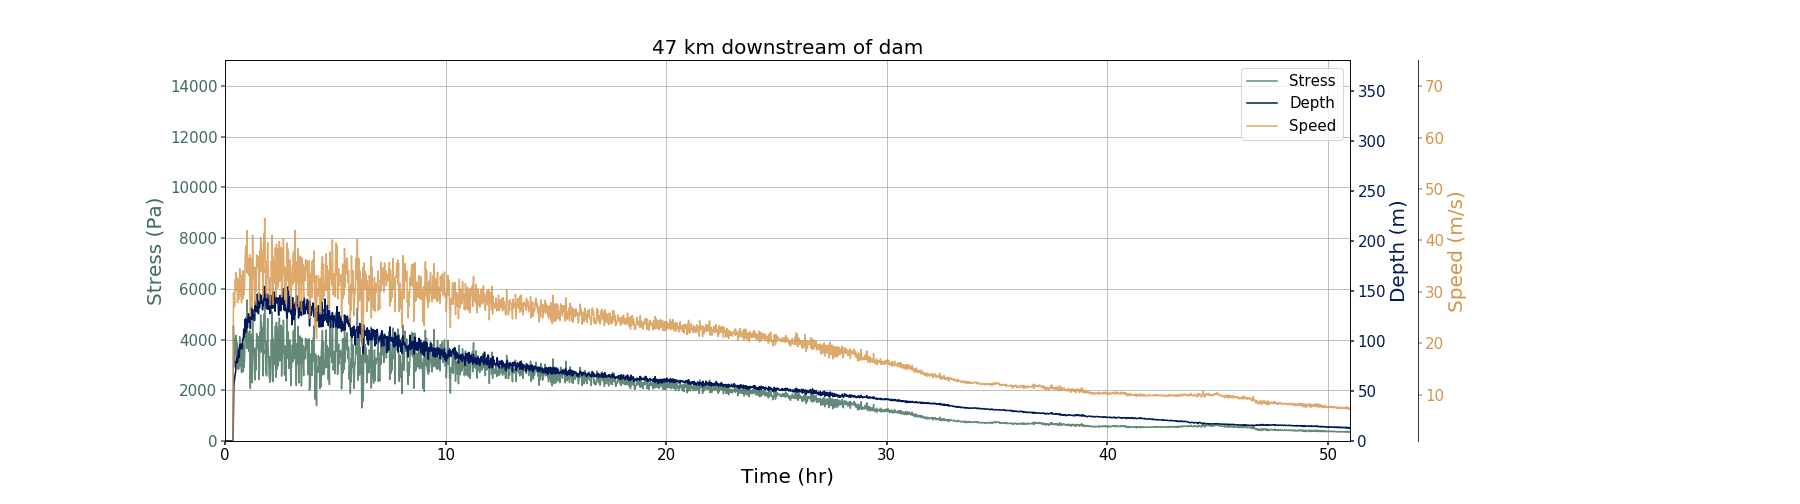 47 km downstream of dam
Stress (Pa)
14000
12000
10000
8000
6000
4000
2000
0
Stress
Depth
Speed
350
300
250
200
150
100
50
0
Depth (m)
70
60
50
40
30
20
10
Speed (m/s)
0 10 20 30 40 50
Time (hr)